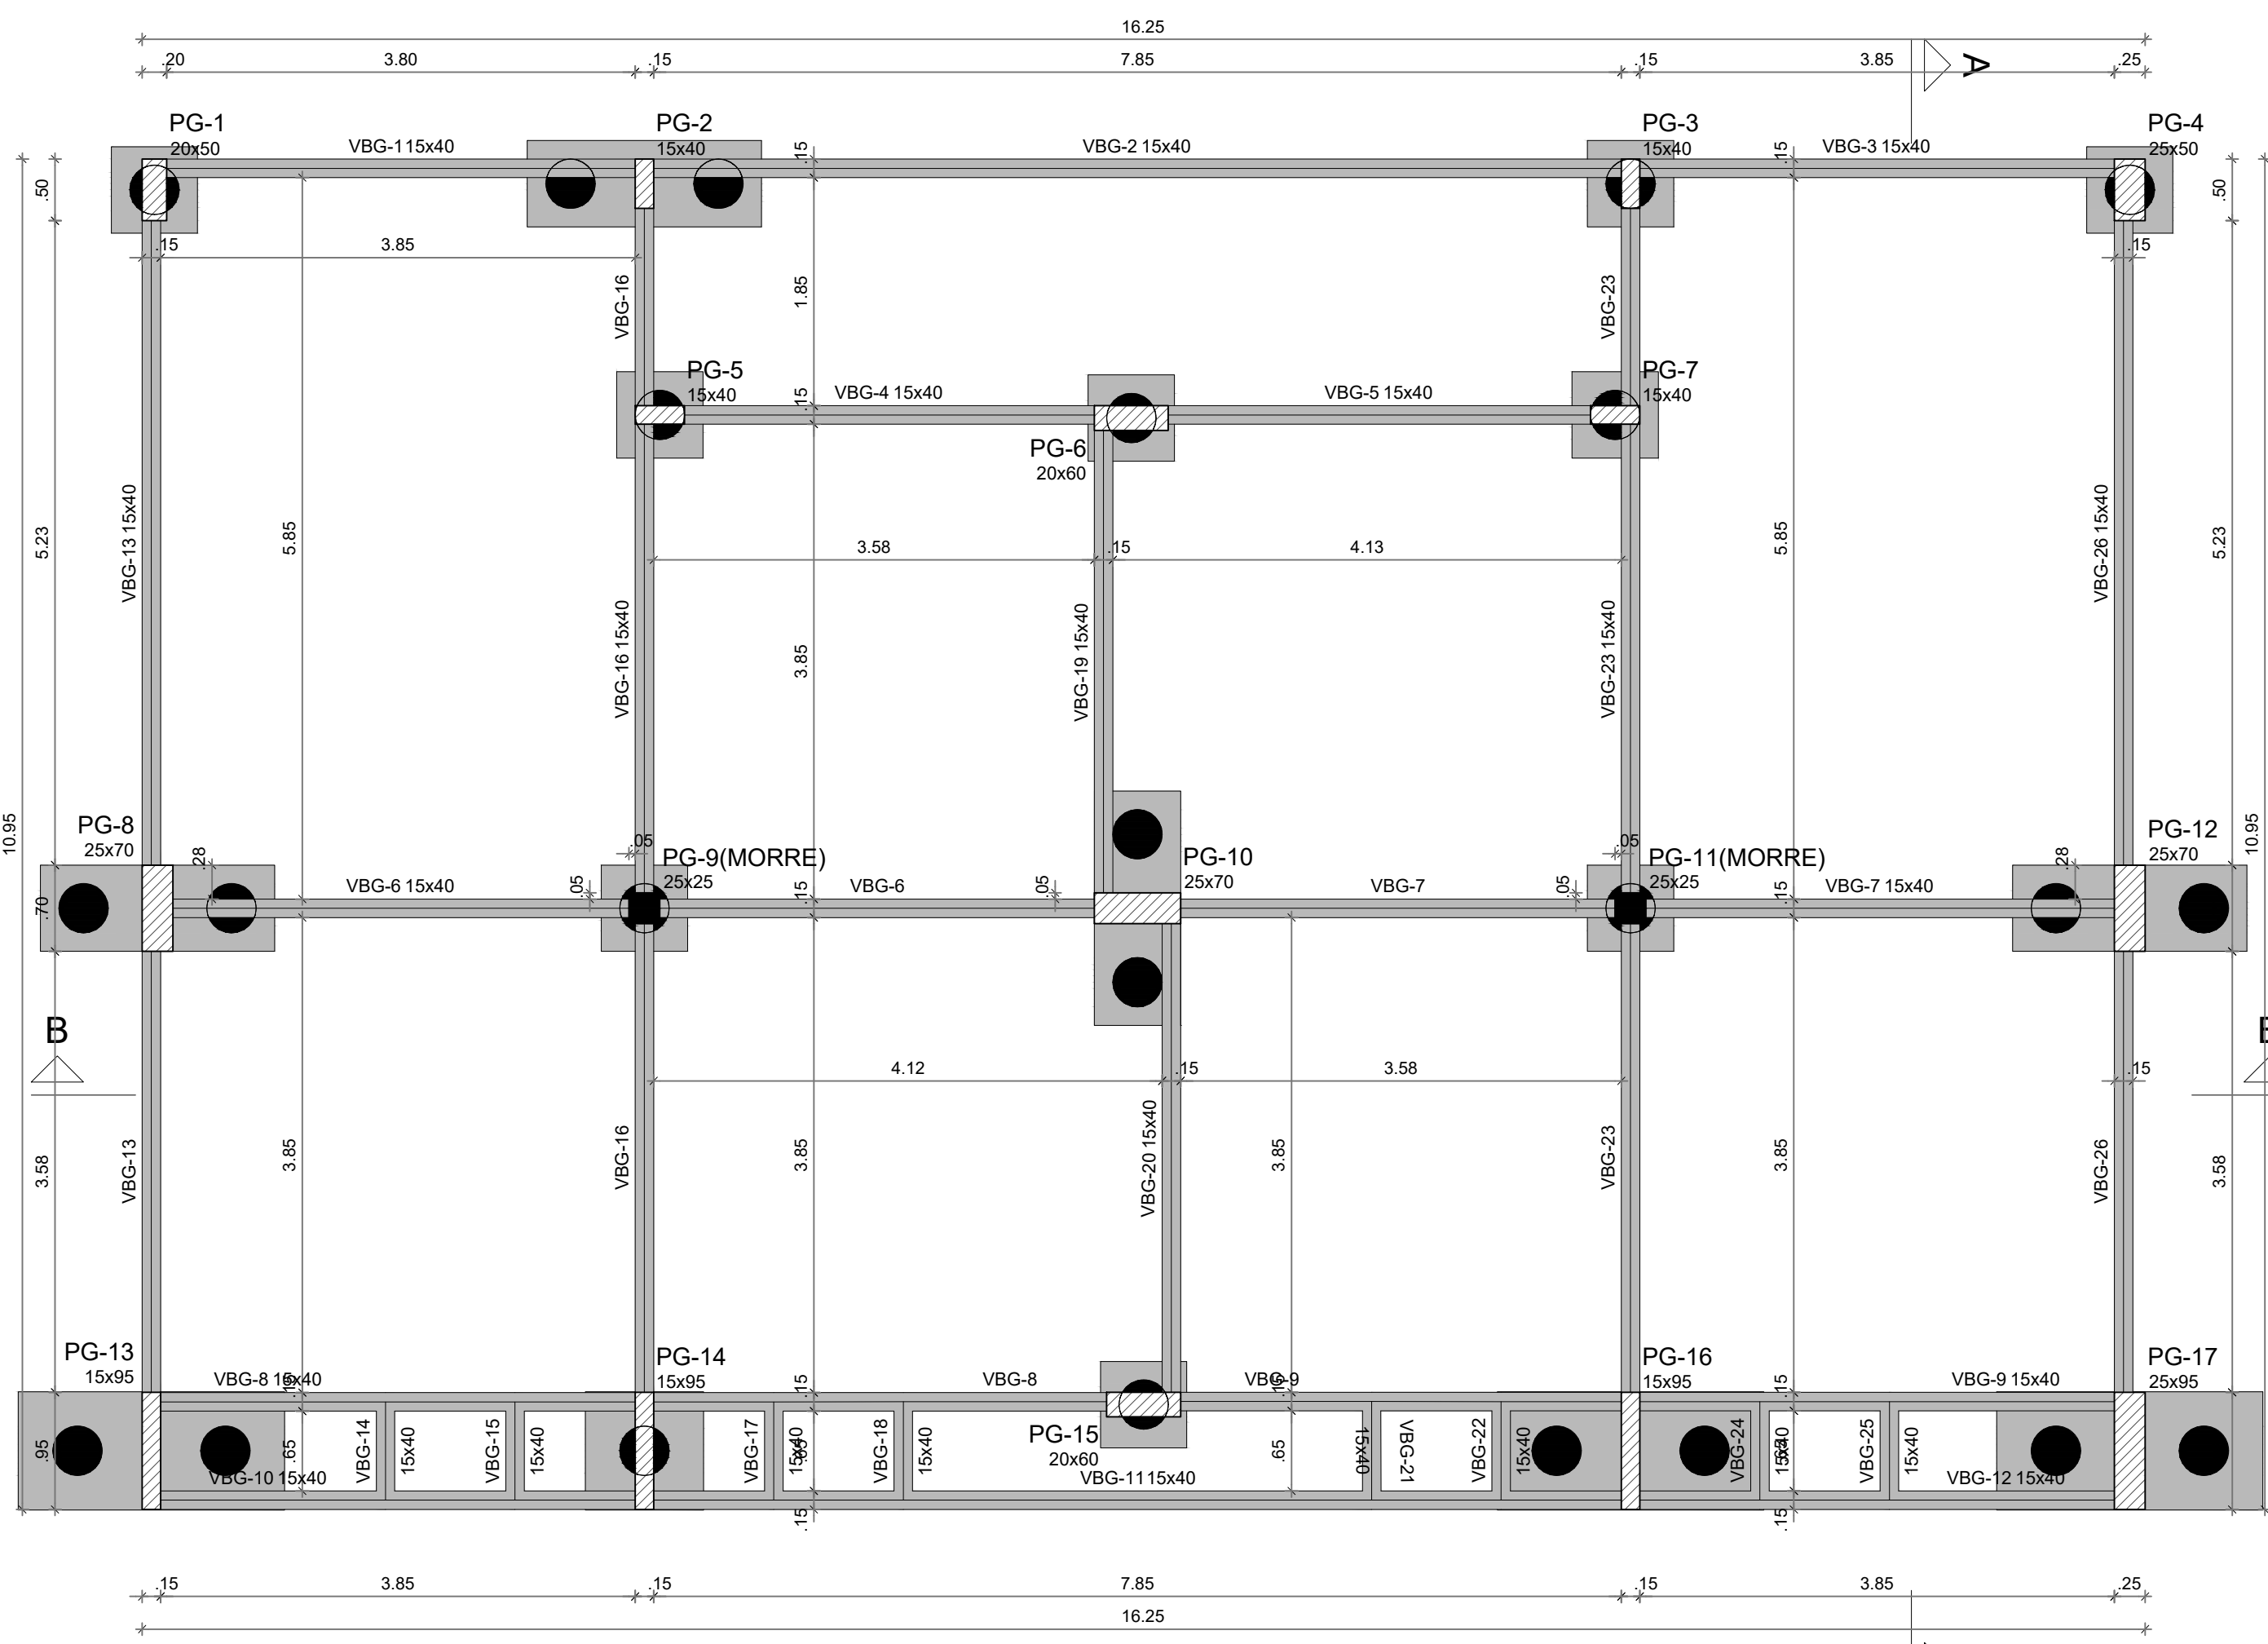 16.25
.20 3.80 .15 7.85 .15 3.85 .25
A
PG-1 PG-2 PG-3 PG-4
20x50 VBG-1 15x40 15x40 .15 VBG-2 15x40 15x40 .15 VBG-3 15x40 25x50
.50 .50
.15 3.85 .15
VBG-16 1.85 VBG-23
PG-5 PG-7
15x40 .15 VBG-4 15x40 VBG-5 15x40 15x40
PG-6
20x60
5.23 VBG-13 15x40 5.85 3.58 .15 4.13 5.85 VBG-26 15x40 5.23
VBG-16 15x40 3.85 VBG-19 15x40 VBG-23 15x40
10.95 10.95
PG-8 PG-12
25x70 25x70
.05 .05
.28 PG-9(MORRE) PG-10 PG-11(MORRE) .28
25x25 25x70 25x25
.70 VBG-6 15x40 .05 .15 VBG-6 .05 VBG-7 .05 .15 VBG-7 15x40
B
4.12 .15 3.58 .15
3.58 VBG-13 3.85 VBG-16 3.85 VBG-20 15x40 3.85 VBG-23 3.85 VBG-26 3.58
PG-13 PG-14 PG-16 PG-17
15x95 15x95 15x95 25x95
VBG-8 15x40 .15 .15 VBG-8 VBG-9 .15 .15 VBG-9 15x40
.95 .65 VBG-14 15x40 VBG-15 15x40 VBG-17 15x40 .65 VBG-18 15x40 PG-15 .65 15x40 VBG-21 VBG-22 15x40 VBG-24 15x40 .65 VBG-25 15x40
20x60
VBG-10 15x40 VBG-11 15x40 VBG-12 15x40
.15 .15
.15 3.85 .15 7.85 .15 3.85 .25
16.25